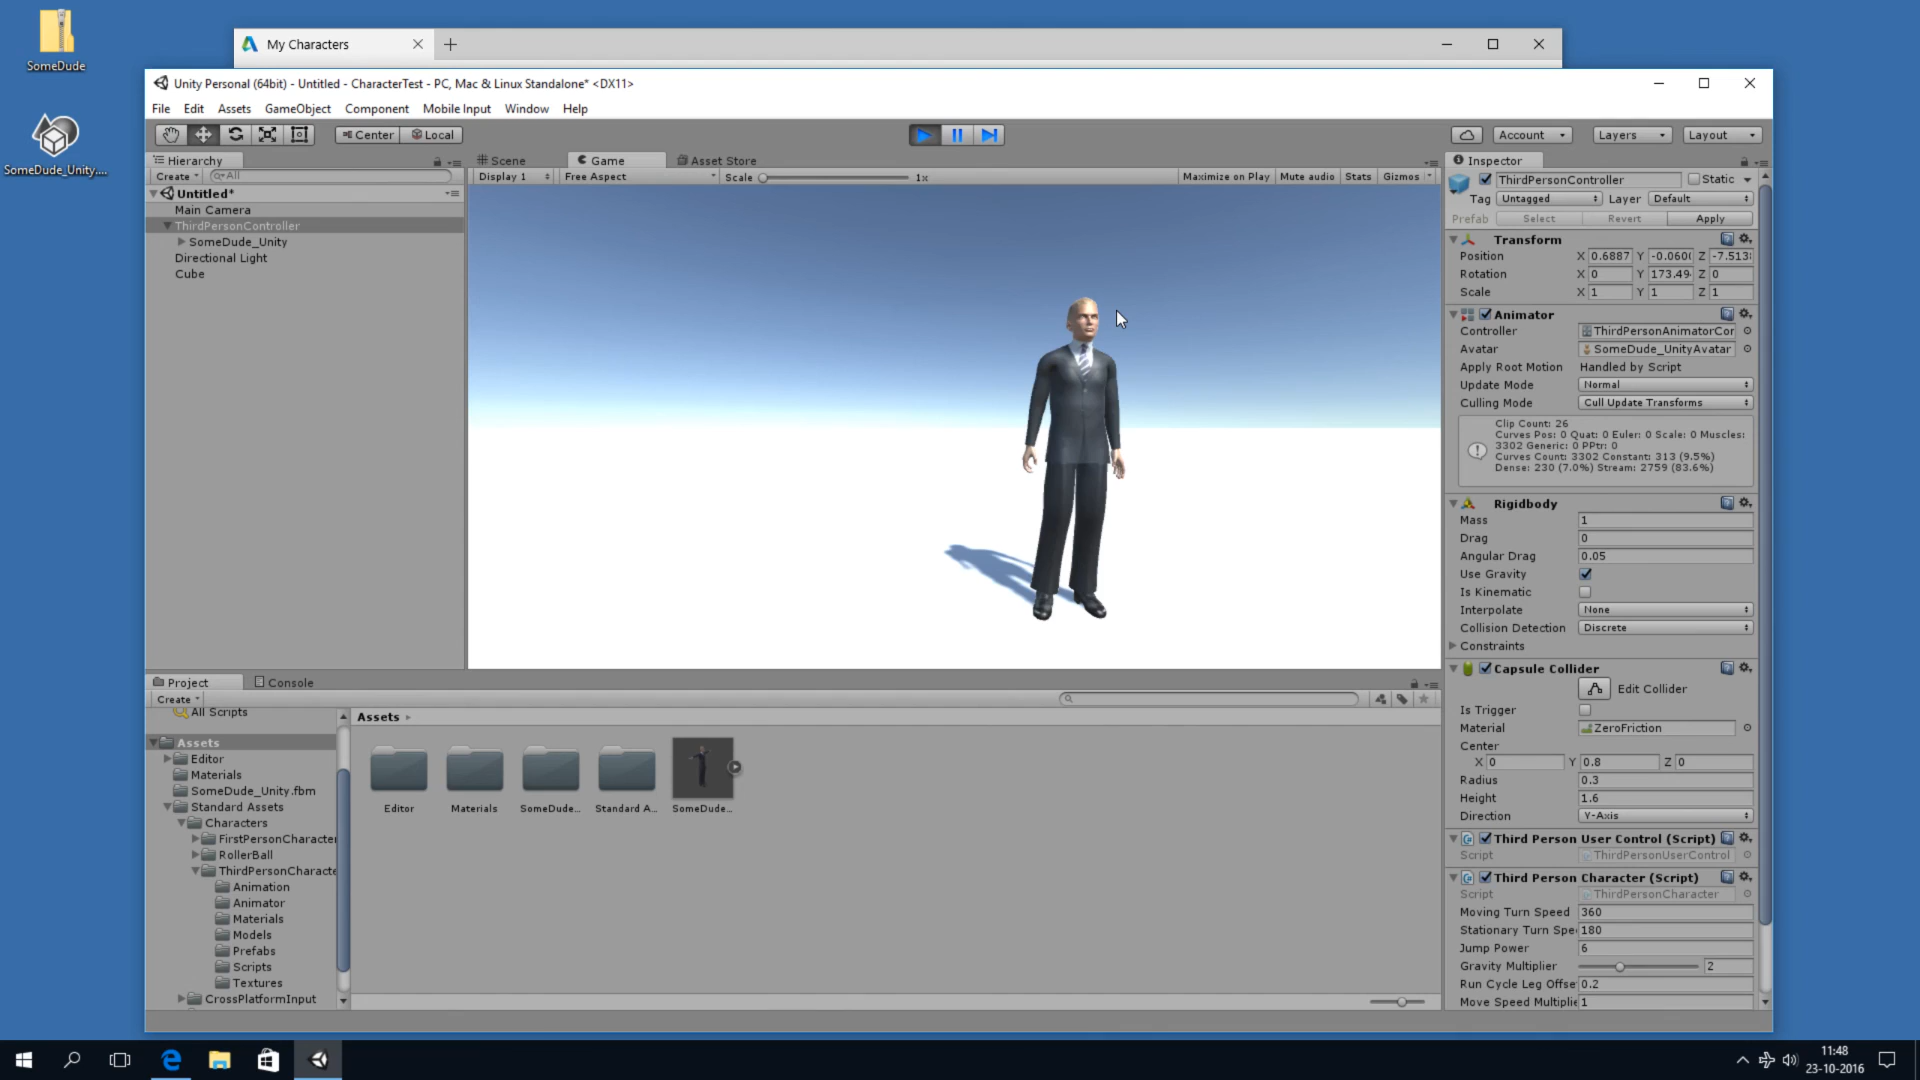 SomeDude
SomeDude_Unity....
My Characters
Unity Personal (64bit) - Untitled - CharacterTest - PC, Mac & Linux Standalone* <DX11>
File Edit Assets GameObject Component Mobile Input Window Help
Center Local
Account Layers Layout
Hierarchy
Create All
Untitled*
Main Camera
ThirdPersonController
SomeDude_Unity
Directional Light
Cube
Scene Game Asset Store
Display 1 Free Aspect Scale 1x Maximize on Play Mute audio Stats Gizmos
Inspector
ThirdPersonController Static
Tag Untagged Layer Default
Prefab Select Revert Apply
Transform
Position X 0.6887 Y -0.060( Z -7.513
Rotation X 0 Y 173.49 Z 0
Scale X 1 Y 1 Z 1
Animator
Controller ThirdPersonAnimatorCor
Avatar SomeDude_UnityAvatar
Apply Root Motion Handled by Script
Update Mode Normal
Culling Mode Cull Update Transforms
Clip Count: 26
Curves Pos: 0 Quat: 0 Euler: 0 Scale: 0 Muscles:
3302 Generic: 0 PPtr: 0
Curves Count: 3302 Constant: 313 (9.5%)
Dense: 230 (7.0%) Stream: 2759 (83.6%)
Rigidbody
Mass 1
Drag 0
Angular Drag 0.05
Use Gravity
Is Kinematic
Interpolate None
Collision Detection Discrete
Constraints
Capsule Collider
Edit Collider
Is Trigger
Material ZeroFriction
Center
X 0 Y 0.8 Z 0
Radius 0.3
Height 1.6
Direction Y-Axis
Third Person User Control (Script)
Script ThirdPersonUserControl
Third Person Character (Script)
Script ThirdPersonCharacter
Moving Turn Speed 360
Stationary Turn Spe 180
Jump Power 6
Gravity Multiplier 2
Run Cycle Leg Offse 0.2
Move Speed Multiplie 1
Project Console
Create
All Scripts
Assets
Editor
Materials
SomeDude_Unity.fbm
Standard Assets
Characters
FirstPersonCharacter
RollerBall
ThirdPersonCharacte
Animation
Animator
Materials
Models
Prefabs
Scripts
Textures
CrossPlatformInput
Assets
Editor Materials SomeDude... Standard A... SomeDude...
11:48
23-10-2016